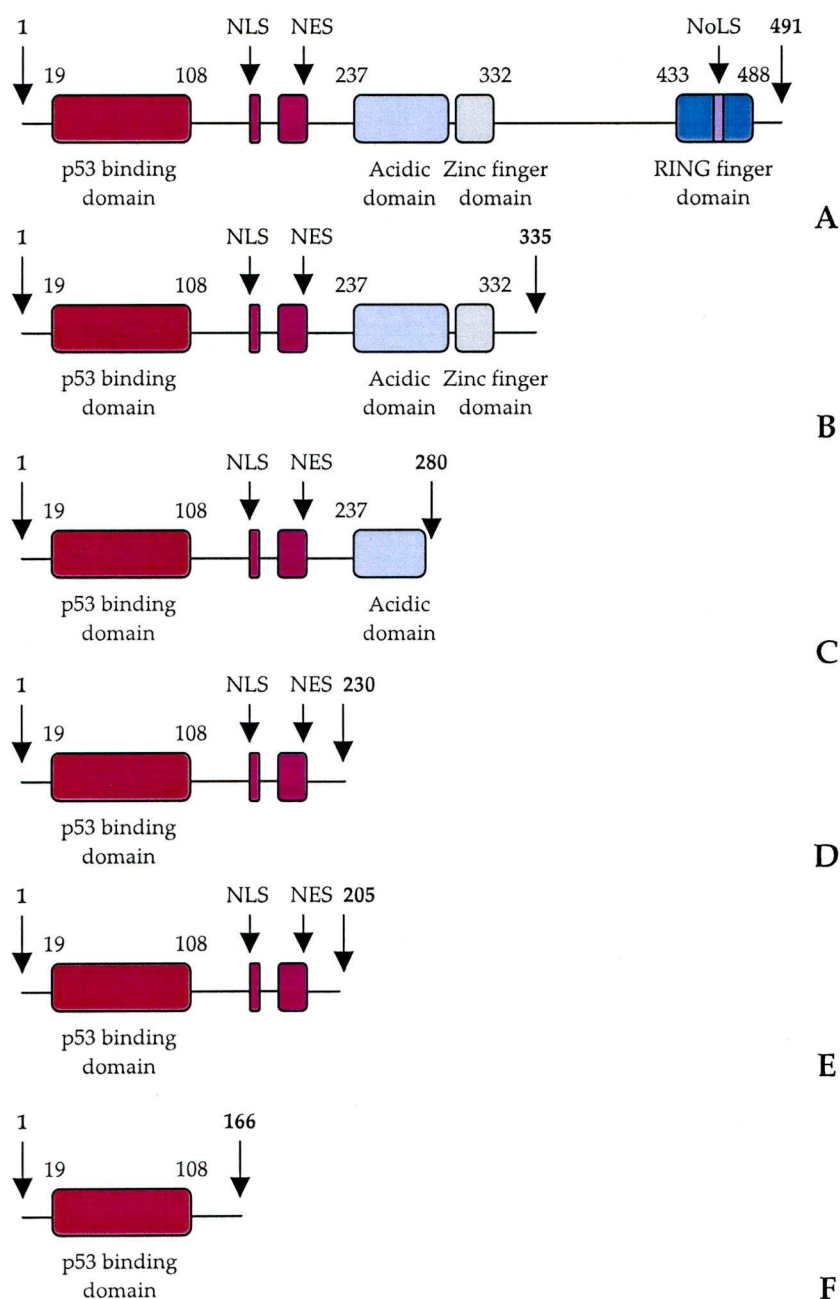 1 NLS NES NoLS 491
19 108 237 332 433 488
p53 binding Acidic Zinc finger RING finger
domain domain domain domain
A
1 NLS NES 335
19 108 237 332
p53 binding Acidic Zinc finger
domain domain domain
B
1 NLS NES 280
19 108 237
p53 binding Acidic
domain domain
C
1 NLS NES 230
19 108
p53 binding
domain
D
1 NLS NES 205
19 108
p53 binding
domain
E
1 166
19 108
p53 binding
domain
F